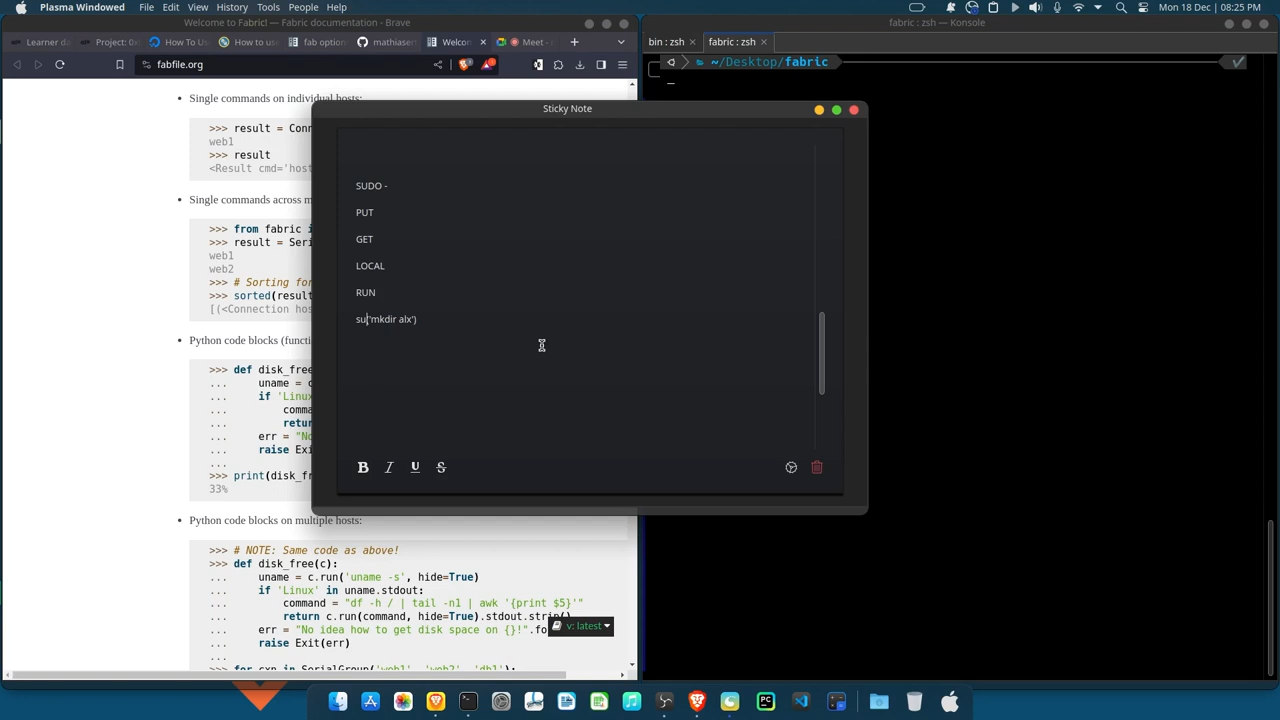 Plasma Windowed File Edit View History Tools People Help
Mon 18 Dec | 08:25 PM
Welcome to Fabric! — Fabric documentation - Brave
Learner da
Project: 0x
How To Us
How to use
fab option
mathiaserr
Welcon
Meet -
fabfile.org
• Single commands on individual hosts:
>>> result = Conn
web1
>>> result
<Result cmd='host
• Single commands across m
>>> from fabric i
>>> result = Seri
web1
web2
>>> # Sorting for
>>> sorted(result
[(<Connection hos
• Python code blocks (functi
>>> def disk_free
... uname = c
... if 'Linux
... comma
... retur
... err = "No
... raise Exi
...
>>> print(disk_fr
33%
• Python code blocks on multiple hosts:
>>> # NOTE: Same code as above!
>>> def disk_free(c):
... uname = c.run('uname -s', hide=True)
... if 'Linux' in uname.stdout:
... command = "df -h / | tail -n1 | awk '{print $5}'"
... return c.run(command, hide=True).stdout.strip()
... err = "No idea how to get disk space on {}!".fo
... raise Exit(err)
...
>>> for cxn in SerialGroup('web1', 'web2', 'db1'):
v: latest
Sticky Note
SUDO -
PUT
GET
LOCAL
RUN
su('mkdir alx')
B I U S
fabric : zsh — Konsole
bin : zsh
fabric : zsh
~/Desktop/fabric